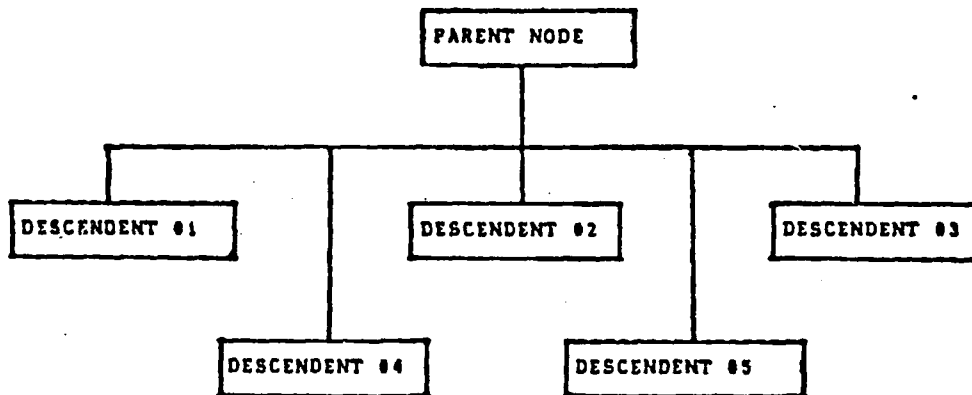 PARENT NODE
DESCENDENT #1
DESCENDENT #2
DESCENDENT #3
DESCENDENT #4
DESCENDENT #5